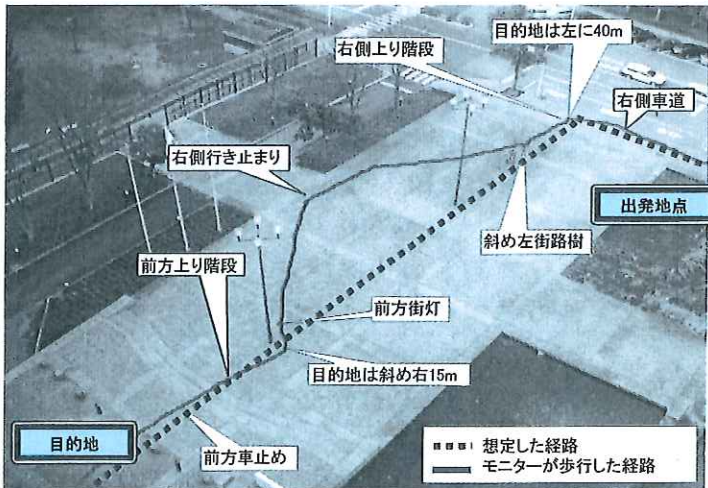 目的地は左に40m
右側上り階段
右側車道
右側行き止まり
出発地点
斜め左街路樹
前方上り階段
前方街灯
目的地は斜め右15m
目的地
前方車止め
想定した経路
モニターが歩行した経路